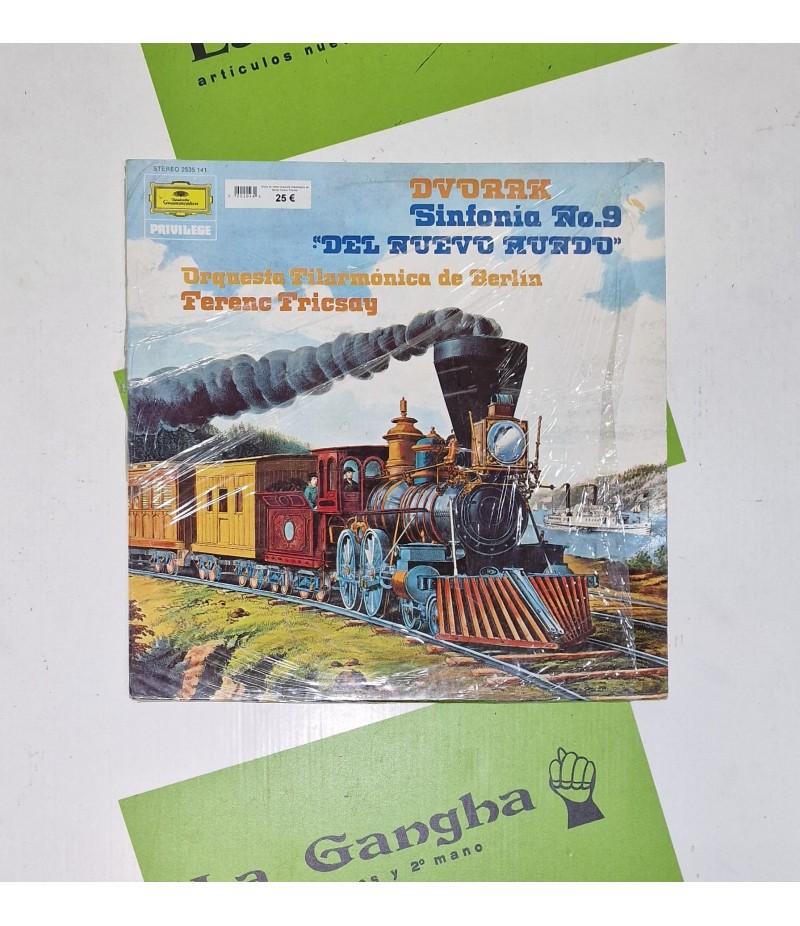 artículos nue
STEREO 2535 141
Deutsche
Grammophon
PRIVILEGE
25 €
DVORAK
Sinfonía No.9
"DEL NUEVO MUNDO"
Orquesta Filarmónica de Berlín
Ferenc Fricsay
La Gangha
s y 2º mano